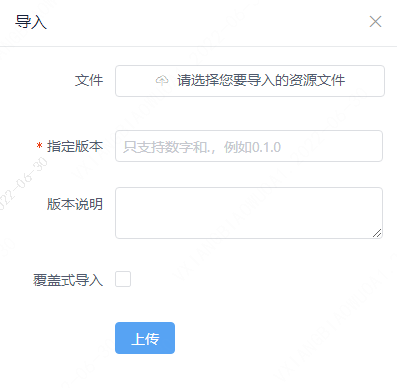 导入
文件
请选择您要导入的资源文件
* 指定版本
只支持数字和.，例如0.1.0
版本说明
覆盖式导入
上传